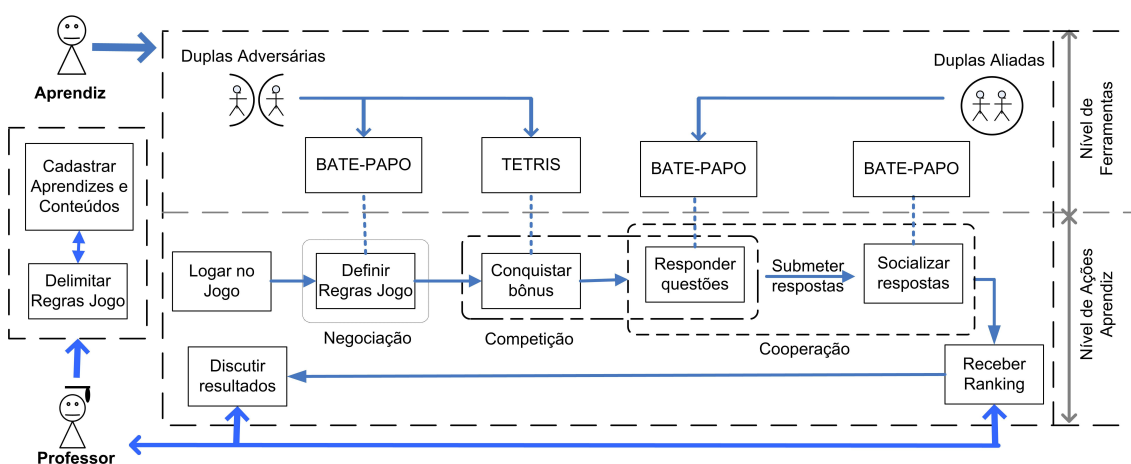 Aprendiz
Cadastrar
Aprendizes e
Conteúdos
Delimitar
Regras Jogo
Professor
Duplas Adversárias
Duplas Aliadas
BATE-PAPO
TETRIS
BATE-PAPO
BATE-PAPO
Nível de
Ferramentas
Logar no
Jogo
Definir
Regras Jogo
Negociação
Conquistar
bônus
Competição
Responder
questões
Submeter
respostas
Socializar
respostas
Cooperação
Discutir
resultados
Receber
Ranking
Nível de Ações
Aprendiz